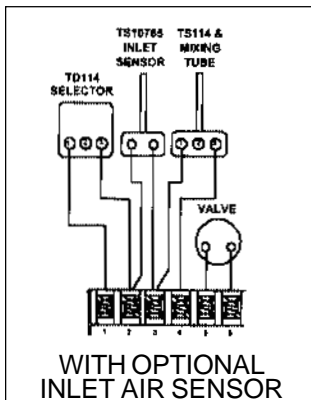 TS10765
INLET
SENSOR
TS114 &
MIXING
TUBE
TD114
SELECTOR
VALVE
1 2 3 4 5
WITH OPTIONAL
INLET AIR SENSOR